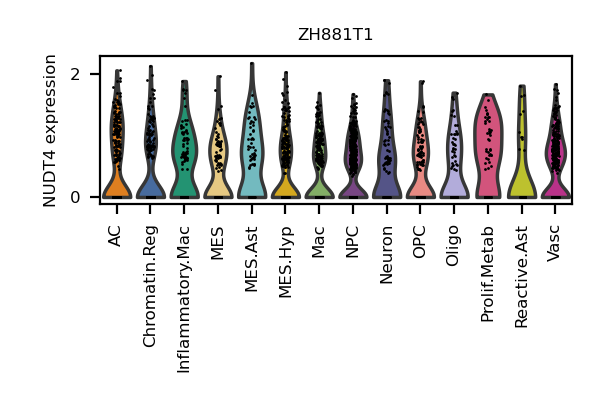 ZH881T1
NUDT4 expression
2
0
AC
Chromatin.Reg
Inflammatory.Mac
MES
MES.Ast
MES.Hyp
Mac
NPC
Neuron
OPC
Oligo
Prolif.Metab
Reactive.Ast
Vasc